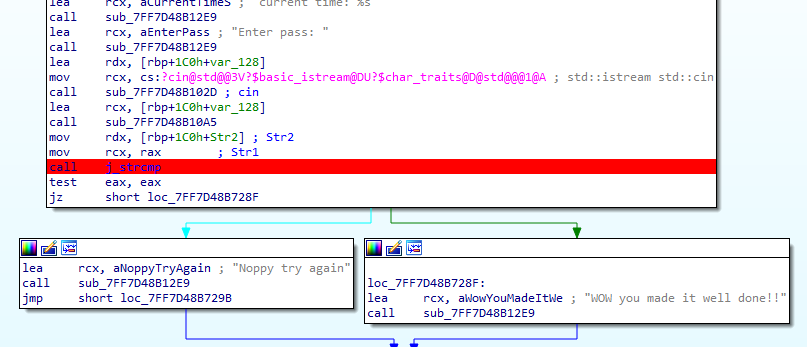 lea rcx, aCurrentTimeS ; "current time: %s
call sub_7FF7D48B12E9
lea rcx, aEnterPass ; "Enter pass: "
call sub_7FF7D48B12E9
lea rdx, [rbp+1C0h+var_128]
mov rcx, cs:?cin@std@@3V?$basic_istream@DU?$char_traits@D@std@@@1@A ; std::istream std::cin
call sub_7FF7D48B102D ; cin
lea rcx, [rbp+1C0h+var_128]
call sub_7FF7D48B10A5
mov rdx, [rbp+1C0h+Str2] ; Str2
mov rcx, rax ; Str1
call j_strcmp
test eax, eax
jz short loc_7FF7D48B728F
lea rcx, aNoppyTryAgain ; "Noppy try again"
call sub_7FF7D48B12E9
jmp short loc_7FF7D48B729B
loc_7FF7D48B728F:
lea rcx, aWowYouMadeItWe ; "WOW you made it well done!!"
call sub_7FF7D48B12E9